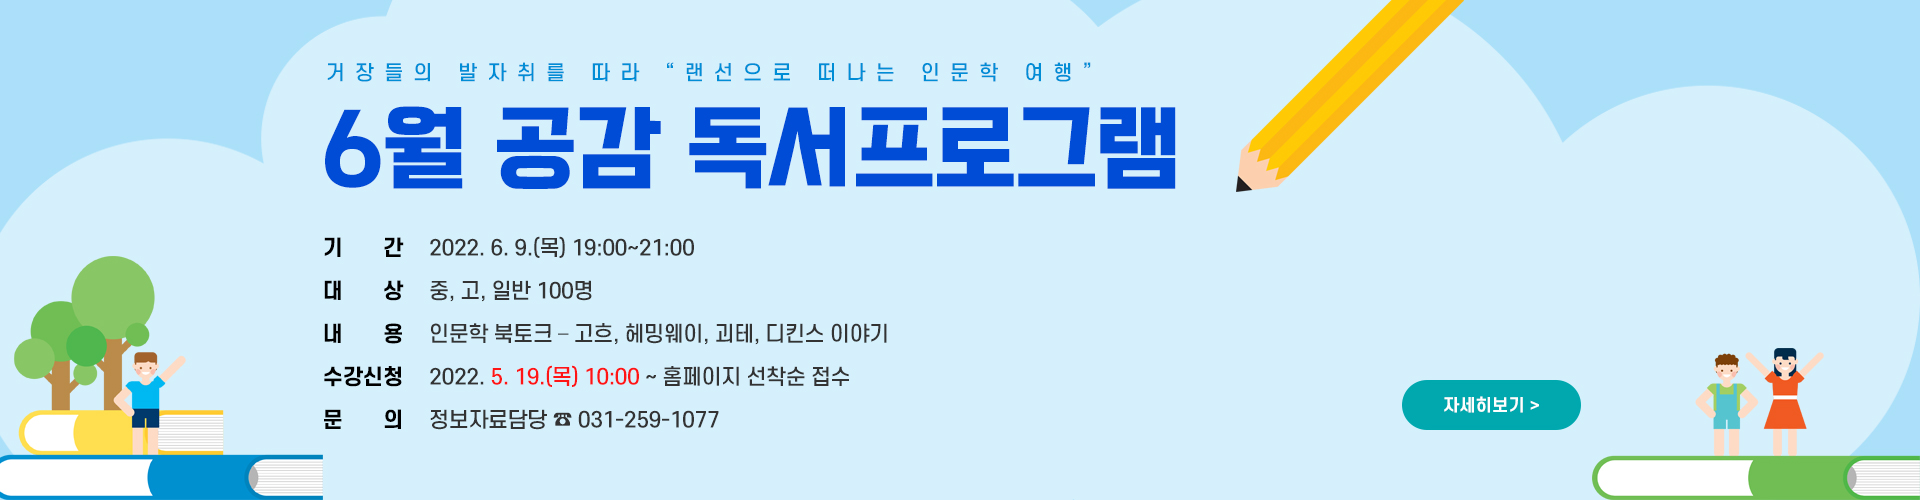 거장들의 발자취를 따라 “랜선으로 떠나는 인문학 여행”
6월 공감 독서프로그램
기 간 2022. 6. 9.(목) 19:00~21:00
대 상 중, 고, 일반 100명
내 용 인문학 북토크 – 고흐, 헤밍웨이, 괴테, 디킨스 이야기
수강신청 2022. 5. 19.(목) 10:00 ~ 홈페이지 선착순 접수
문 의 정보자료담당 ☎ 031-259-1077
자세히보기 >